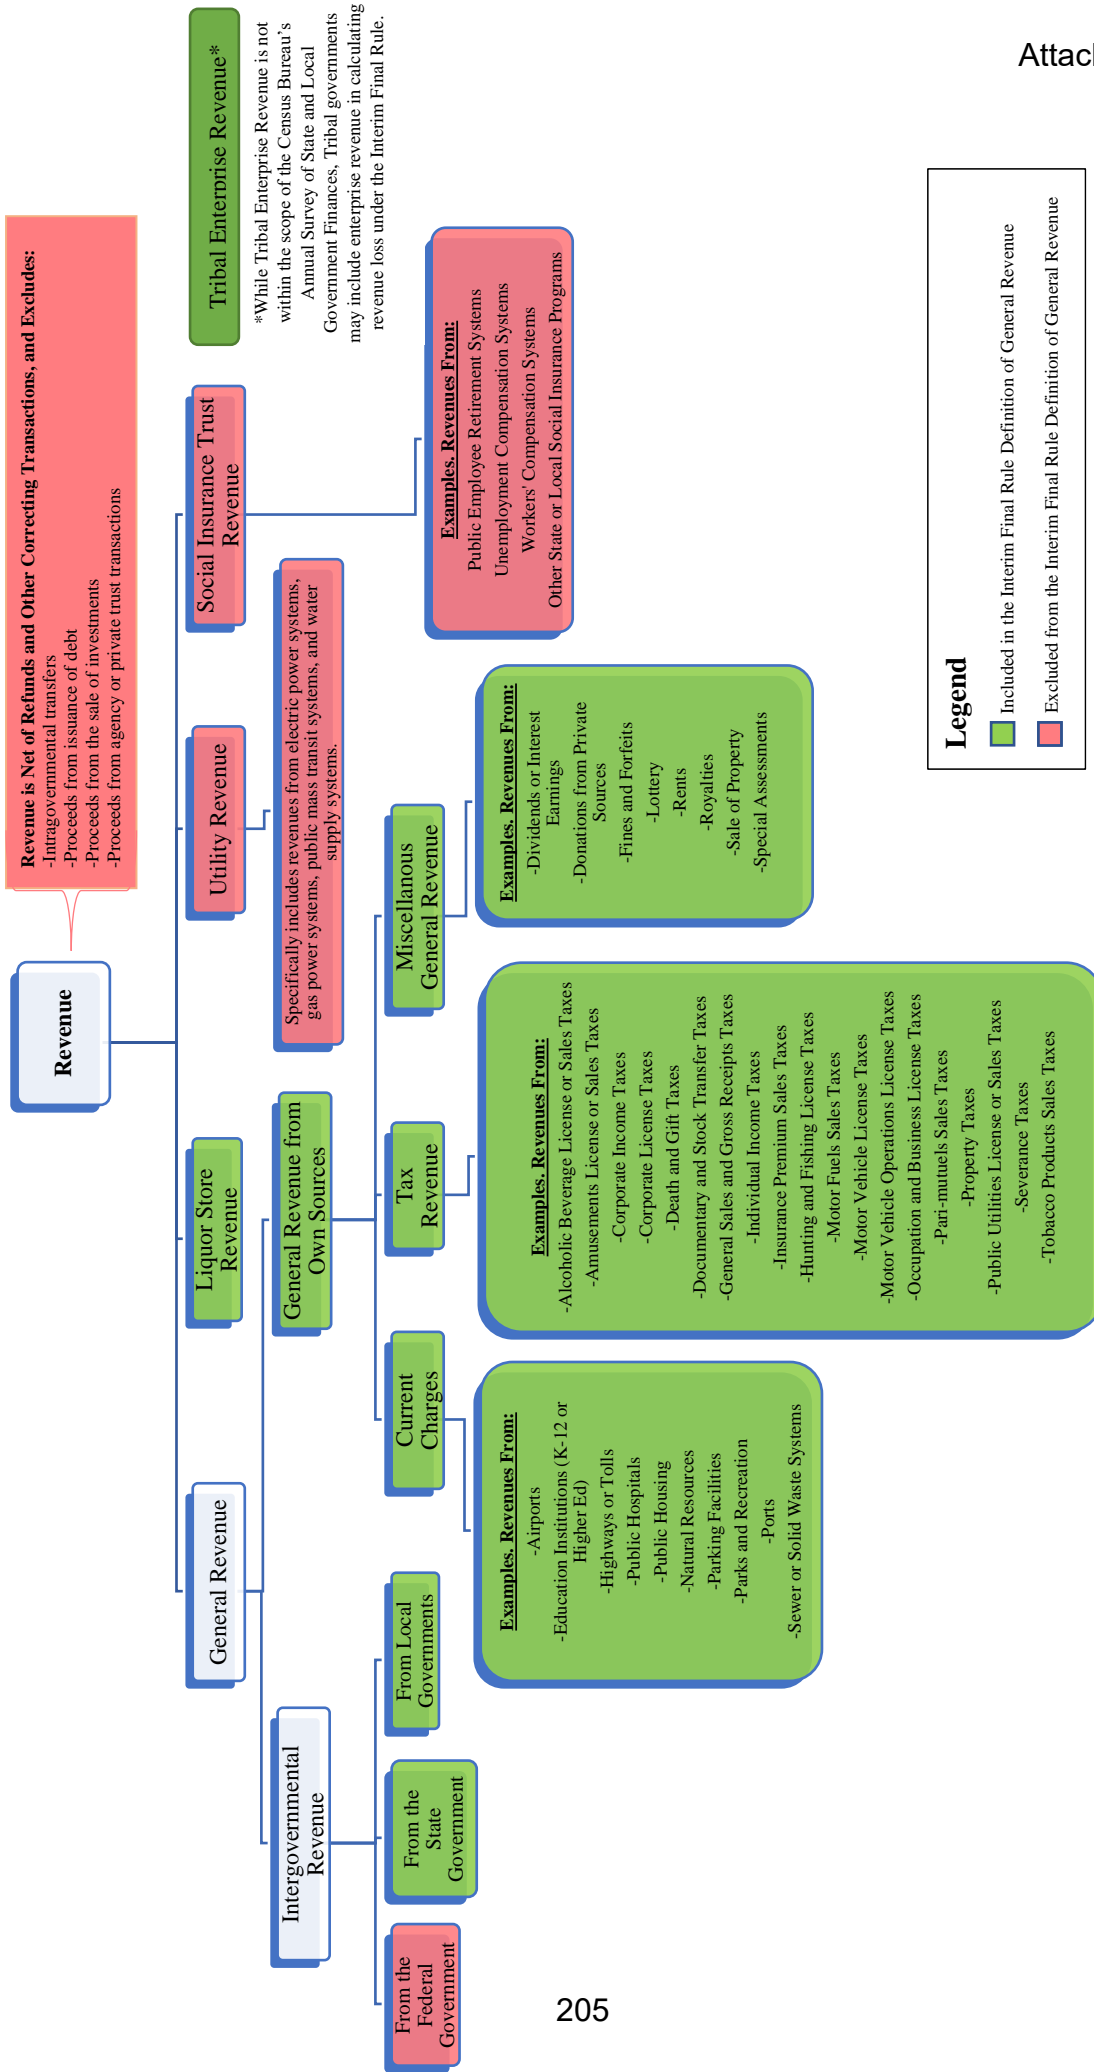 Attach
Revenue
Revenue is Net of Refunds and Other Correcting Transactions, and Excludes:
-Intragovernmental transfers
-Proceeds from issuance of debt
-Proceeds from the sale of investments
-Proceeds from agency or private trust transactions
General Revenue
Liquor Store
Revenue
Utility Revenue
Social Insurance Trust
Revenue
Tribal Enterprise Revenue*
*While Tribal Enterprise Revenue is not
within the scope of the Census Bureau's
Annual Survey of State and Local
Government Finances, Tribal governments
may include enterprise revenue in calculating
revenue loss under the Interim Final Rule.
Intergovernmental
Revenue
General Revenue from
Own Sources
Specifically includes revenues from electric power systems,
gas power systems, public mass transit systems, and water
supply systems.
From the
Federal
Government
From the
State
Government
From Local
Governments
Current
Charges
Tax
Revenue
Miscellanous
General Revenue
Examples. Revenues From:
Public Employee Retirement Systems
Unemployment Compensation Systems
Workers' Compensation Systems
Other State or Local Social Insurance Programs
Examples. Revenues From:
-Airports
-Education Institutions (K-12 or
Higher Ed)
-Highways or Tolls
-Public Hospitals
-Public Housing
-Natural Resources
-Parking Facilities
-Parks and Recreation
-Ports
-Sewer or Solid Waste Systems
Examples. Revenues From:
-Alcoholic Beverage License or Sales Taxes
-Amusements License or Sales Taxes
-Corporate Income Taxes
-Corporate License Taxes
-Death and Gift Taxes
-Documentary and Stock Transfer Taxes
-General Sales and Gross Receipts Taxes
-Individual Income Taxes
-Insurance Premium Sales Taxes
-Hunting and Fishing License Taxes
-Motor Fuels Sales Taxes
-Motor Vehicle License Taxes
-Motor Vehicle Operations License Taxes
-Occupation and Business License Taxes
-Pari-mutuels Sales Taxes
-Property Taxes
-Public Utilities License or Sales Taxes
-Severance Taxes
-Tobacco Products Sales Taxes
Examples. Revenues From:
-Dividends or Interest
Earnings
-Donations from Private
Sources
-Fines and Forfeits
-Lottery
-Rents
-Royalties
-Sale of Property
-Special Assessments
Legend
Included in the Interim Final Rule Definition of General Revenue
Excluded from the Interim Final Rule Definition of General Revenue
205